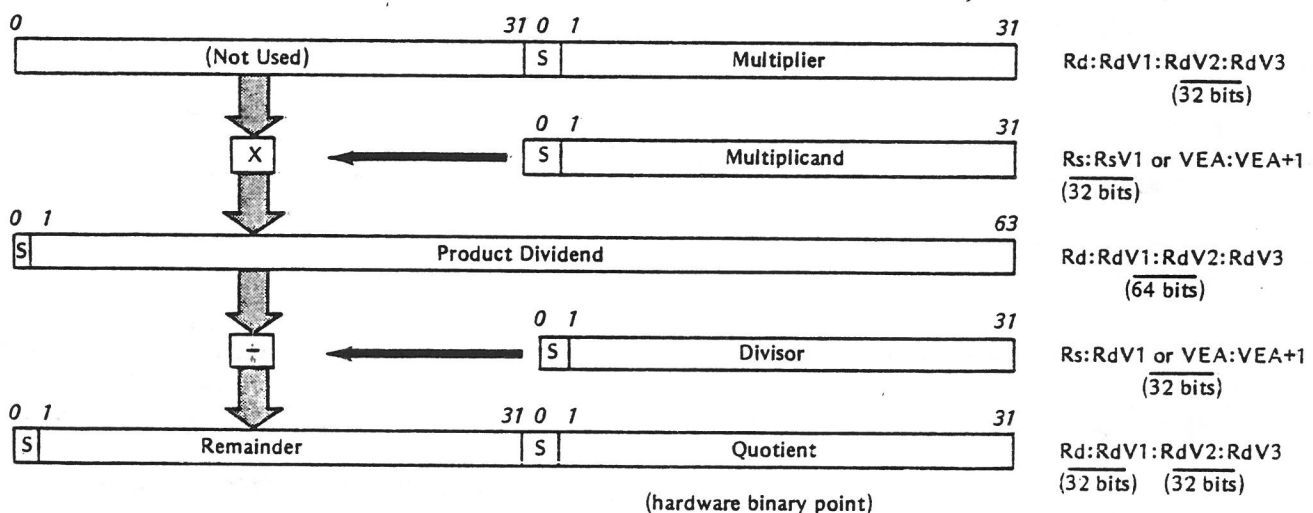 0 31 0 1 31
(Not Used) S Multiplier Rd:RdV1:RdV2:RdV3
(32 bits)
0 1 31
X S Multiplicand Rs:RsV1 or VEA:VEA+1
(32 bits)
0 1 63
S Product Dividend Rd:RdV1:RdV2:RdV3
(64 bits)
0 1 31
÷ S Divisor Rs:RdV1 or VEA:VEA+1
(32 bits)
0 1 31 0 1 31
S Remainder S Quotient Rd:RdV1:RdV2:RdV3
(32 bits) (32 bits)
(hardware binary point)